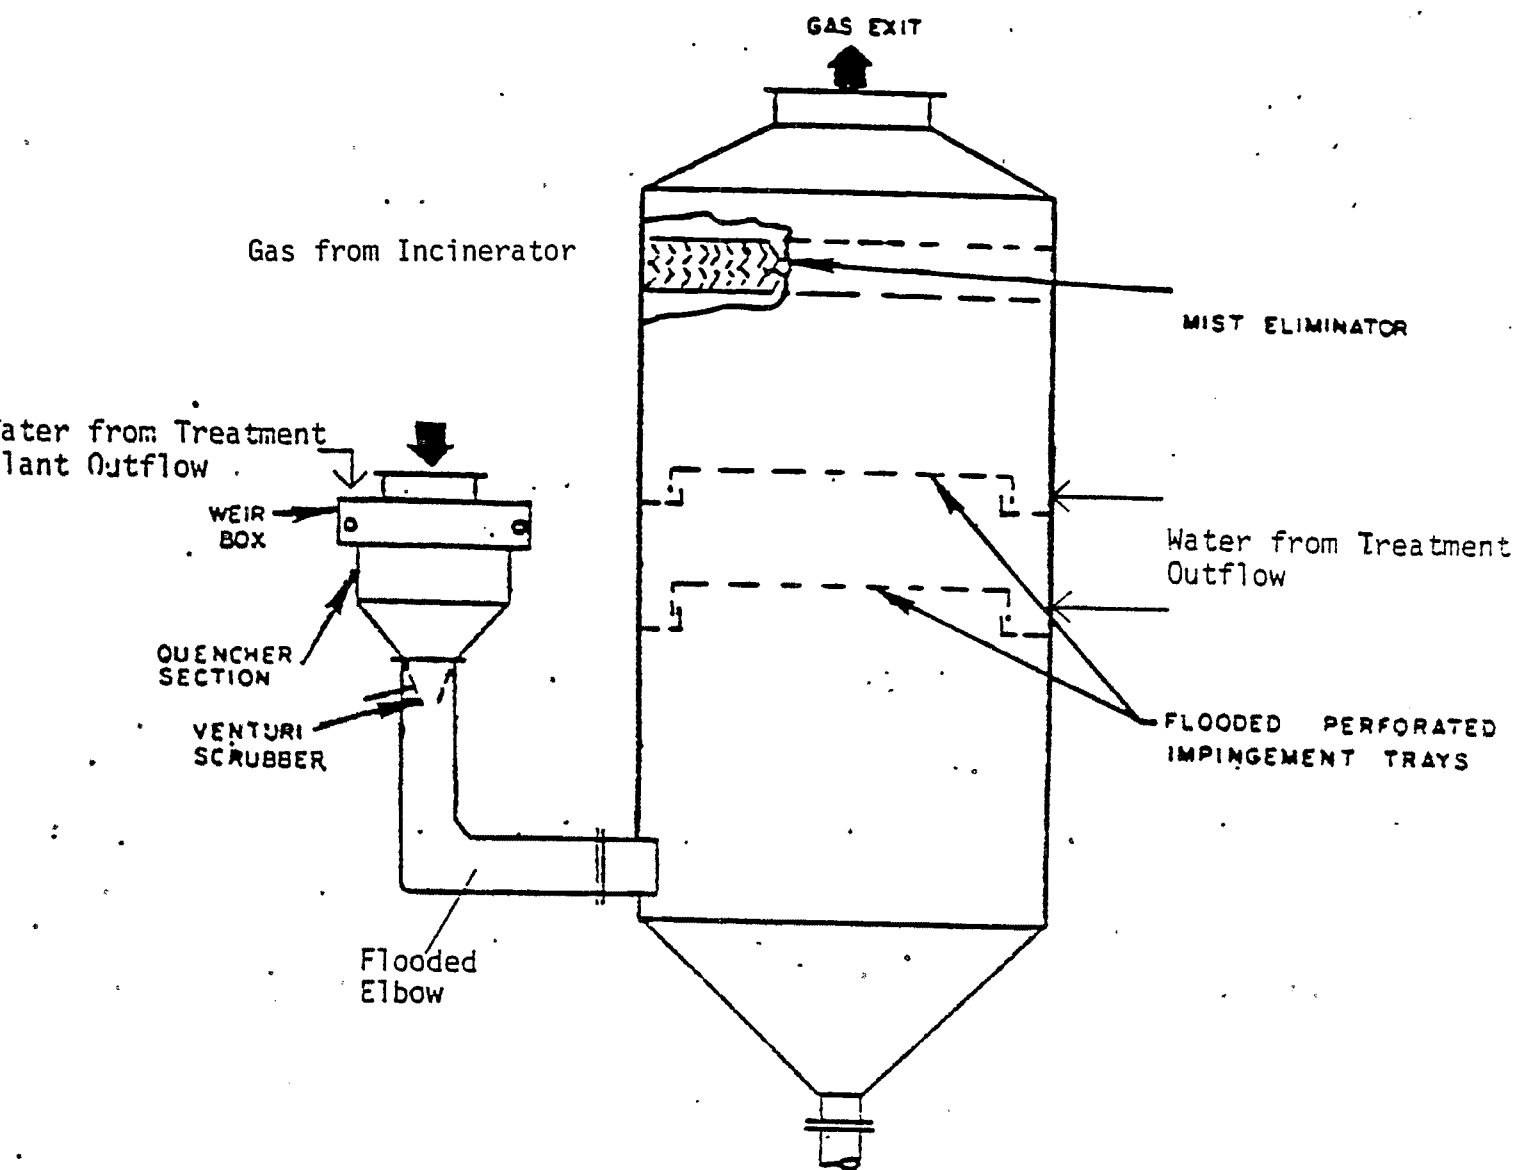 GAS EXIT
Gas from Incinerator
MIST ELIMINATOR
ater from Treatment
lant Outflow
WEIR
BOX
QUENCHER
SECTION
VENTURI
SCRUBBER
Water from Treatment
Outflow
FLOODED PERFORATED
IMPINGEMENT TRAYS
Flooded
Elbow